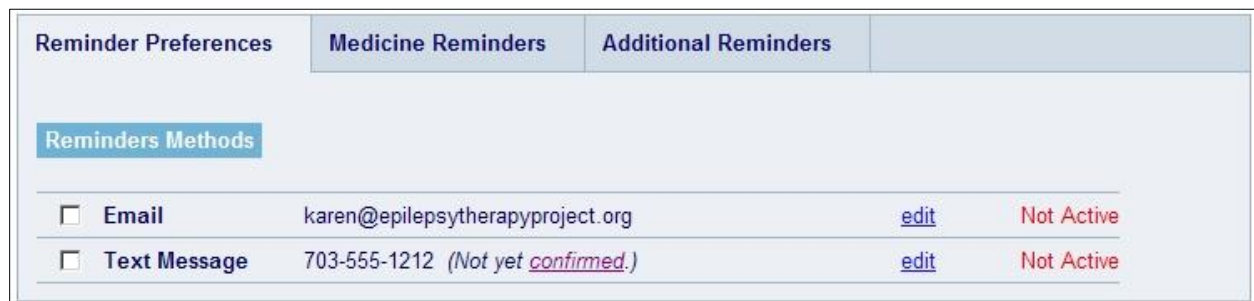 Reminder Preferences Medicine Reminders Additional Reminders
Reminders Methods
Email karen@epilepsytherapyproject.org edit Not Active
Text Message 703-555-1212 (Not yet confirmed.) edit Not Active